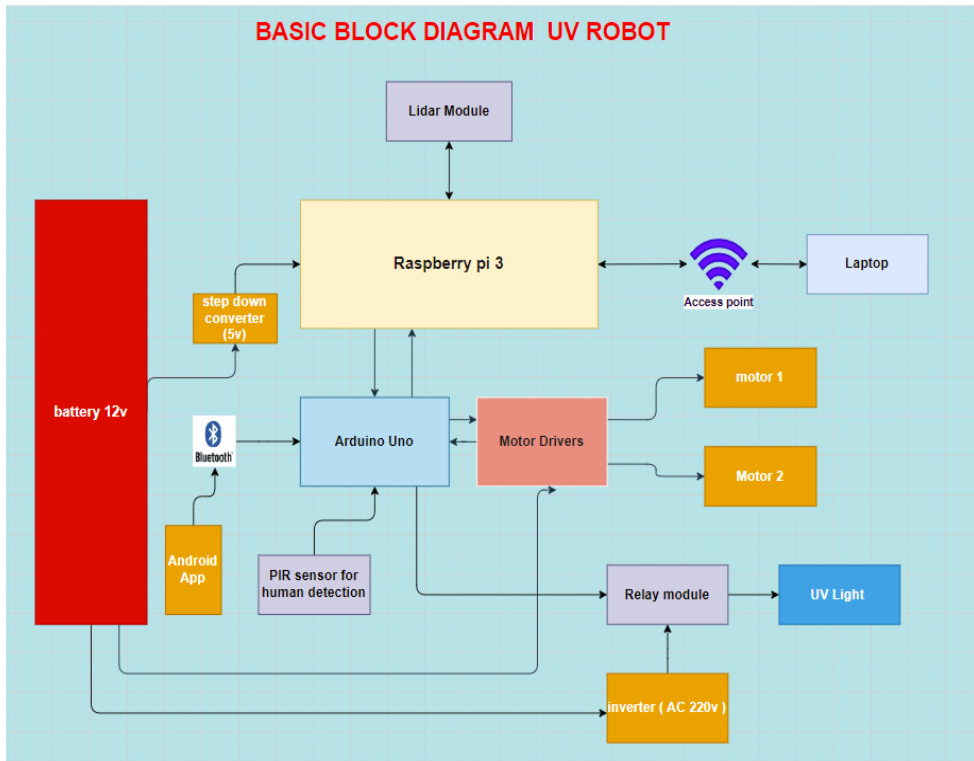 BASIC BLOCK DIAGRAM  UV ROBOT
Lidar Module
Raspberry pi 3
Access point
Laptop
step down
converter
(5v)
battery 12v
Bluetooth
Arduino Uno
Motor Drivers
motor 1
Motor 2
Android
App
PIR sensor for
human detection
Relay module
UV Light
inverter ( AC 220v )